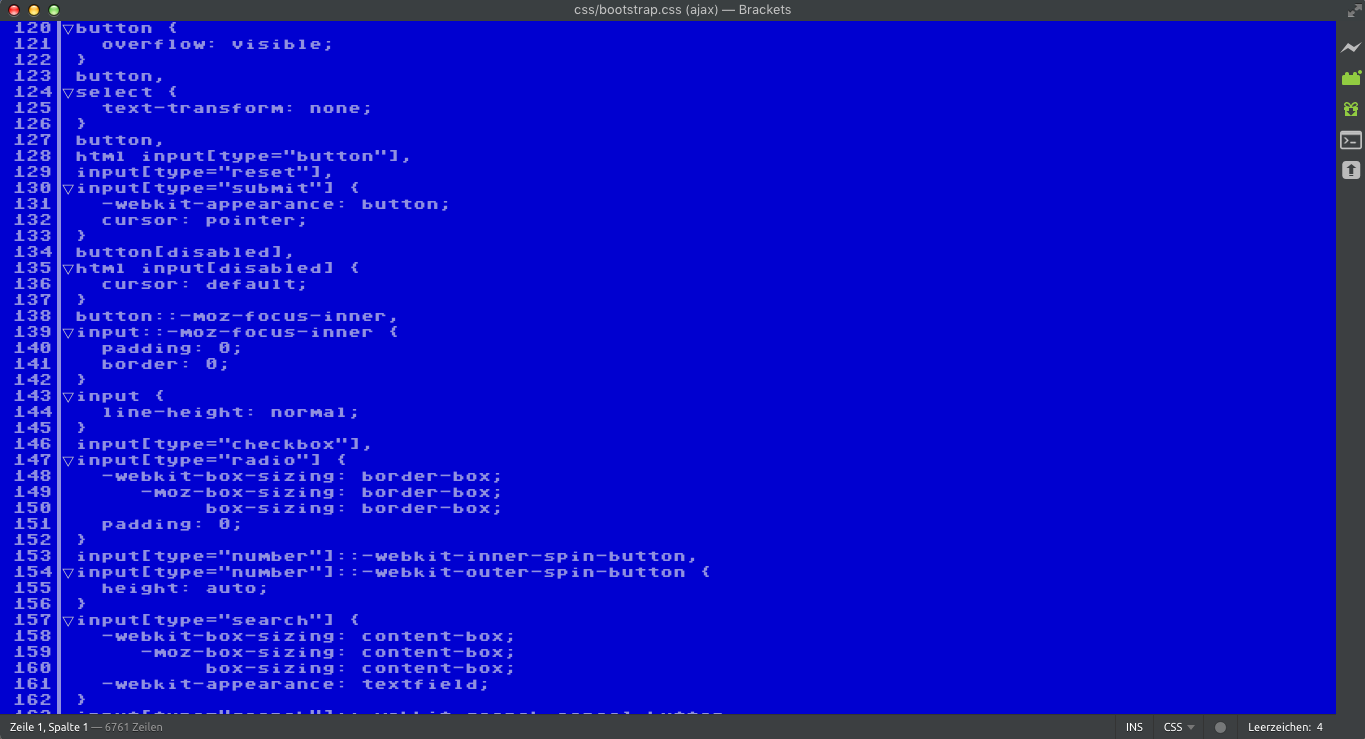 css/bootstrap.css (ajax) — Brackets
120 button {
121   overflow: visible;
122 }
123 button,
124 select {
125   text-transform: none;
126 }
127 button,
128 html input[type="button"],
129 input[type="reset"],
130 input[type="submit"] {
131   -webkit-appearance: button;
132   cursor: pointer;
133 }
134 button[disabled],
135 html input[disabled] {
136   cursor: default;
137 }
138 button::-moz-focus-inner,
139 input::-moz-focus-inner {
140   padding: 0;
141   border: 0;
142 }
143 input {
144   line-height: normal;
145 }
146 input[type="checkbox"],
147 input[type="radio"] {
148   -webkit-box-sizing: border-box;
149      -moz-box-sizing: border-box;
150           box-sizing: border-box;
151   padding: 0;
152 }
153 input[type="number"]::-webkit-inner-spin-button,
154 input[type="number"]::-webkit-outer-spin-button {
155   height: auto;
156 }
157 input[type="search"] {
158   -webkit-box-sizing: content-box;
159      -moz-box-sizing: content-box;
160           box-sizing: content-box;
161   -webkit-appearance: textfield;
162 }
Zeile 1, Spalte 1 — 6761 Zeilen INS CSS Leerzeichen: 4